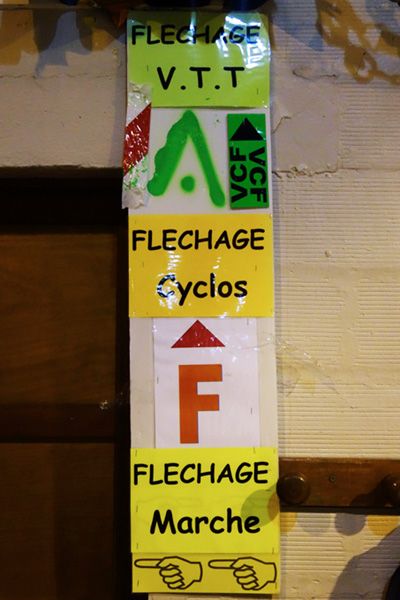 FLECHAGE
V.T.T
VCF VCF
FLECHAGE
Cyclos
F
FLECHAGE
Marche